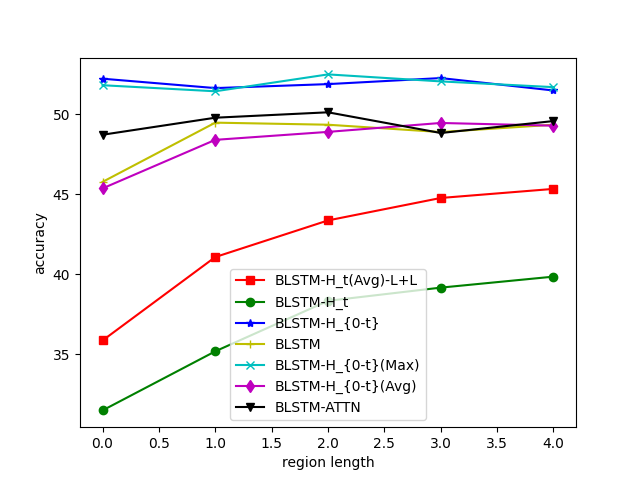 accuracy
50
45
40
35
BLSTM-H_t(Avg)-L+L
BLSTM-H_t
BLSTM-H_{0-t}
BLSTM
BLSTM-H_{0-t}(Max)
BLSTM-H_{0-t}(Avg)
BLSTM-ATTN
0.0 0.5 1.0 1.5 2.0 2.5 3.0 3.5 4.0
region length